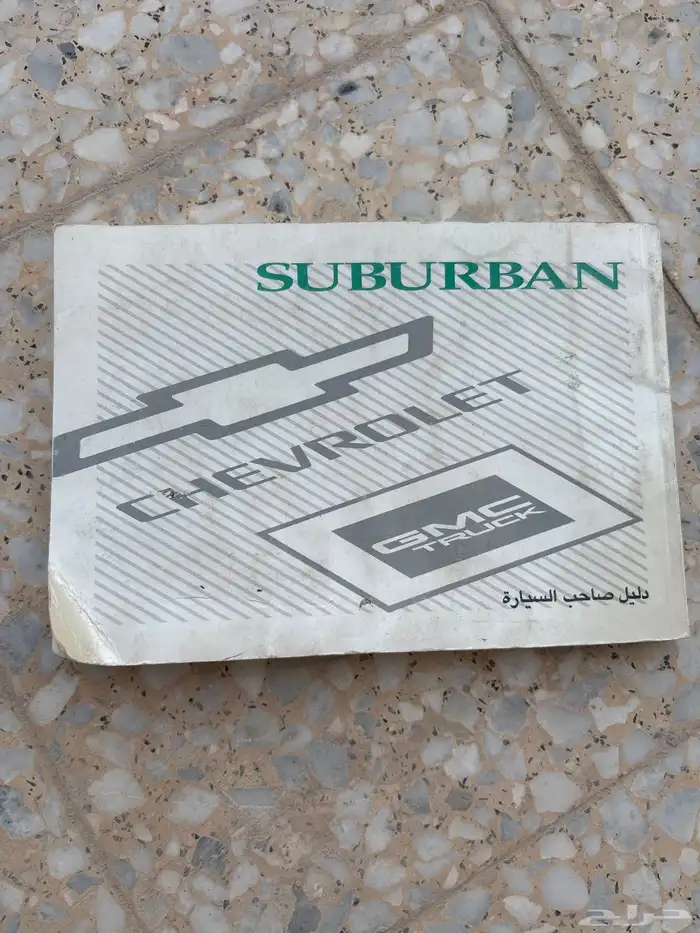 SUBURBAN
CHEVROLET
GMC
TRUCK
دليل صاحب السيارة
حراج